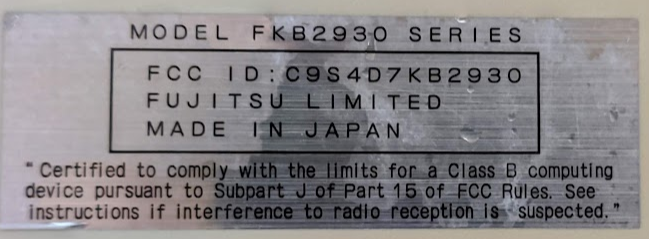 MODEL FKB2930 SERIES
FCC ID:C9S4D7KB2930
FUJITSU LIMITED
MADE IN JAPAN
"Certified to comply with the limits for a Class B computing
device pursuant to Subpart J of Part 15 of FCC Rules. See
instructions if interference to radio reception is suspected."